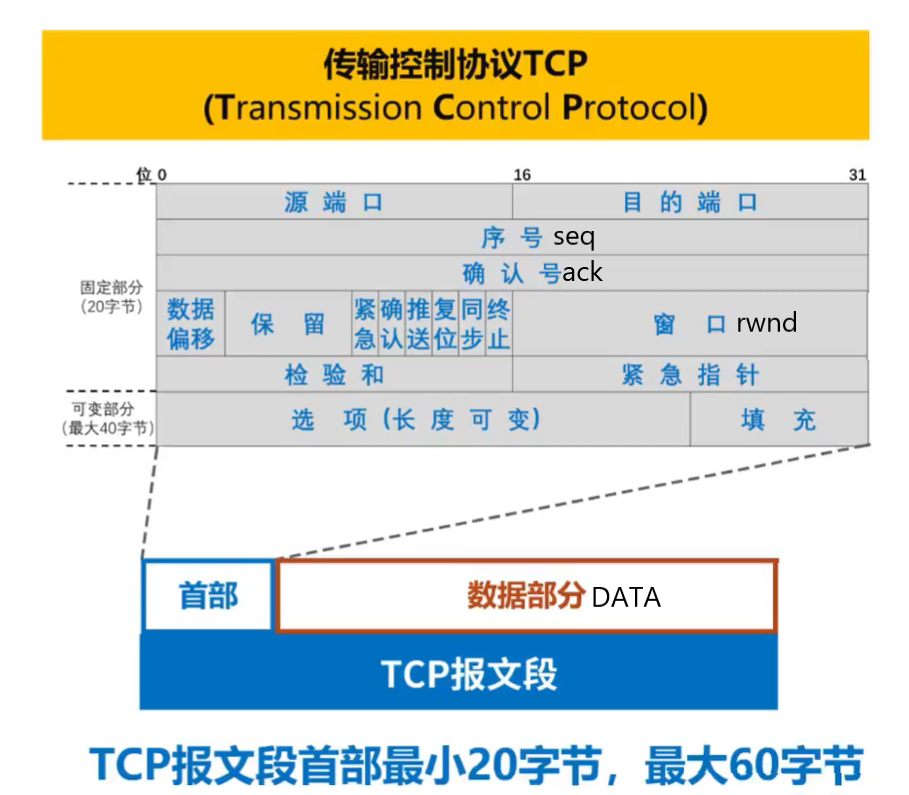 传输控制协议TCP
(Transmission Control Protocol)
位 0 16 31
源 端 口 目 的 端 口
序 号 seq
确 认 号ack
固定部分
(20字节)
数据
偏移
保 留
紧
急
确
认
推
送
复
位
同
步
终
止
窗 口 rwnd
检 验 和 紧 急 指 针
可变部分
(最大40字节)
选 项 (长 度 可 变) 填 充
首部 数据部分 DATA
TCP报文段
TCP报文段首部最小20字节，最大60字节